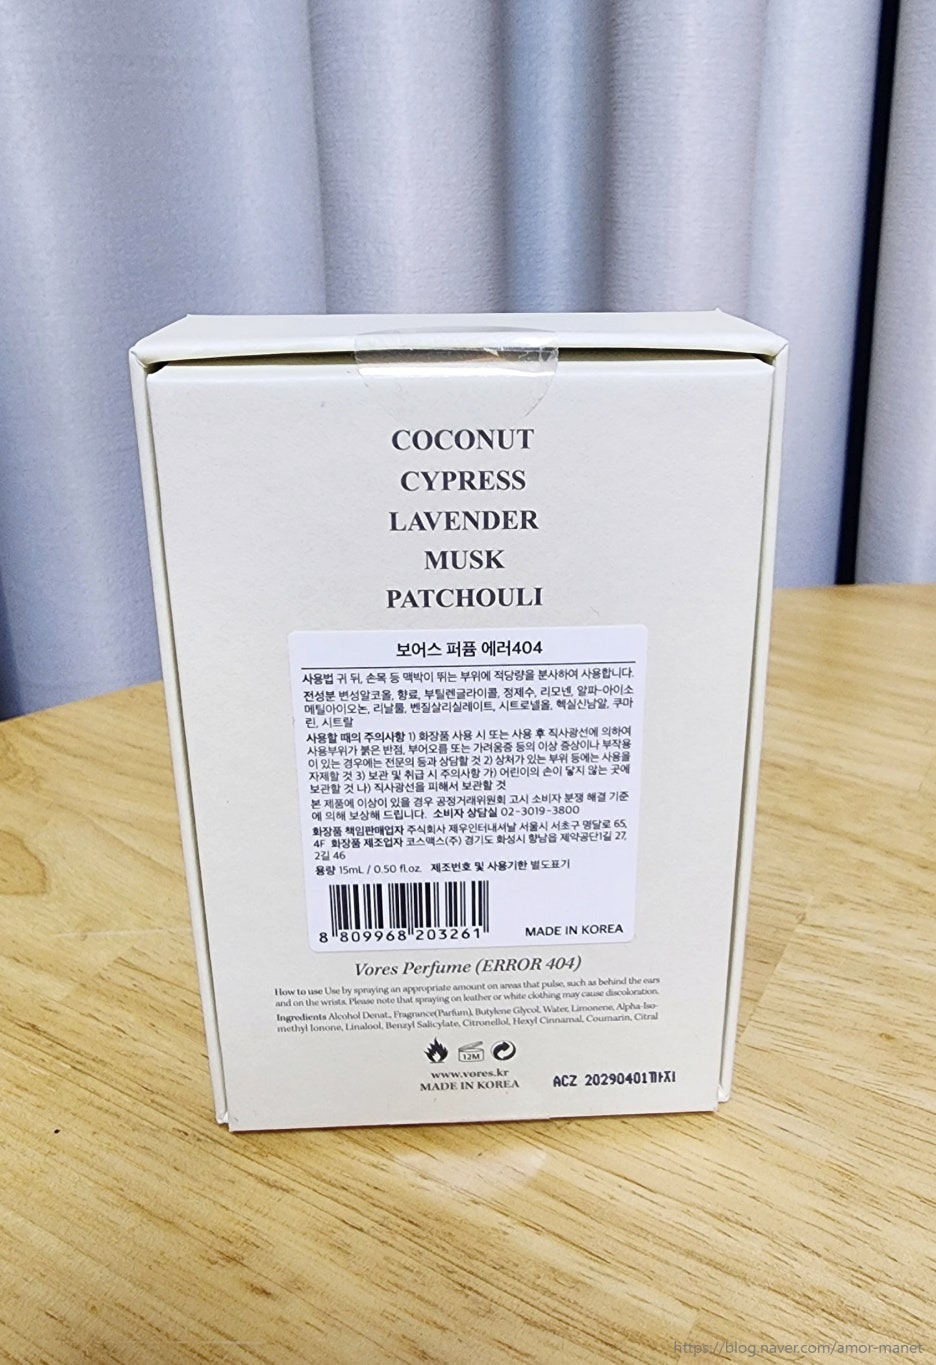 COCONUT
CYPRESS
LAVENDER
MUSK
PATCHOULI
보어스 퍼퓸 에러404
사용법 귀 뒤, 손목 등 맥박이 뛰는 부위에 적당량을 분사하여 사용합니다.
전성분 변성알코올, 향료, 부틸렌글라이콜, 정제수, 리모넨, 알파-아이소
메틸아이오논, 리날룰, 벤질살리실레이트, 시트로넬올, 헥실신남알, 쿠마
린, 시트랄
사용할 때의 주의사항 1) 화장품 사용 시 또는 사용 후 직사광선에 의하여
사용부위가 붉은 반점, 부어오름 또는 가려움증 등의 이상 증상이나 부작용
이 있는 경우에는 전문의 등과 상담할 것 2) 상처가 있는 부위 등에는 사용을
자제할 것 3) 보관 및 취급 시 주의사항 가) 어린이의 손이 닿지 않는 곳에
보관할 것 나) 직사광선을 피해서 보관할 것
본 제품에 이상이 있을 경우 공정거래위원회 고시 소비자 분쟁 해결 기준
에 의해 보상해 드립니다. 소비자 상담실 02-3019-3800
화장품 책임판매업자 주식회사 제우인터내셔날 서울시 서초구 명달로 65,
4F 화장품 제조업자 코스맥스(주) 경기도 화성시 향남읍 제약공단1길 27,
2길 46
용량 15mL / 0.50 fl.oz. 제조번호 및 사용기한 별도표기
8 809968 203261
MADE IN KOREA
Vores Perfume (ERROR 404)
How to use Use by spraying an appropriate amount on areas that pulse, such as behind the ears
and on the wrists. Please note that spraying on leather or white clothing may cause discoloration.
Ingredients Alcohol Denat., Fragrance(Parfum), Butylene Glycol, Water, Limonene, Alpha-Iso-
methyl Ionone, Linalool, Benzyl Salicylate, Citronellol, Hexyl Cinnamal, Coumarin, Citral
12M
www.vores.kr
MADE IN KOREA
ACZ 20290401까지
https://blog.naver.com/amor-manet